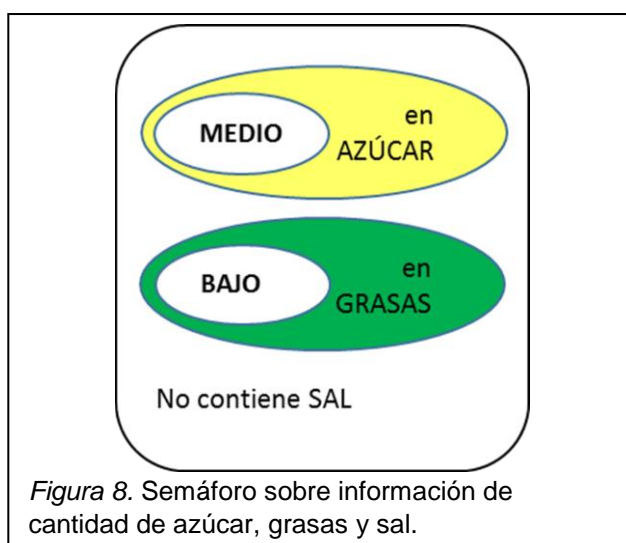 MEDIO
en
AZÚCAR
BAJO
en
GRASAS
No contiene SAL
Figura 8. Semáforo sobre información de
cantidad de azúcar, grasas y sal.